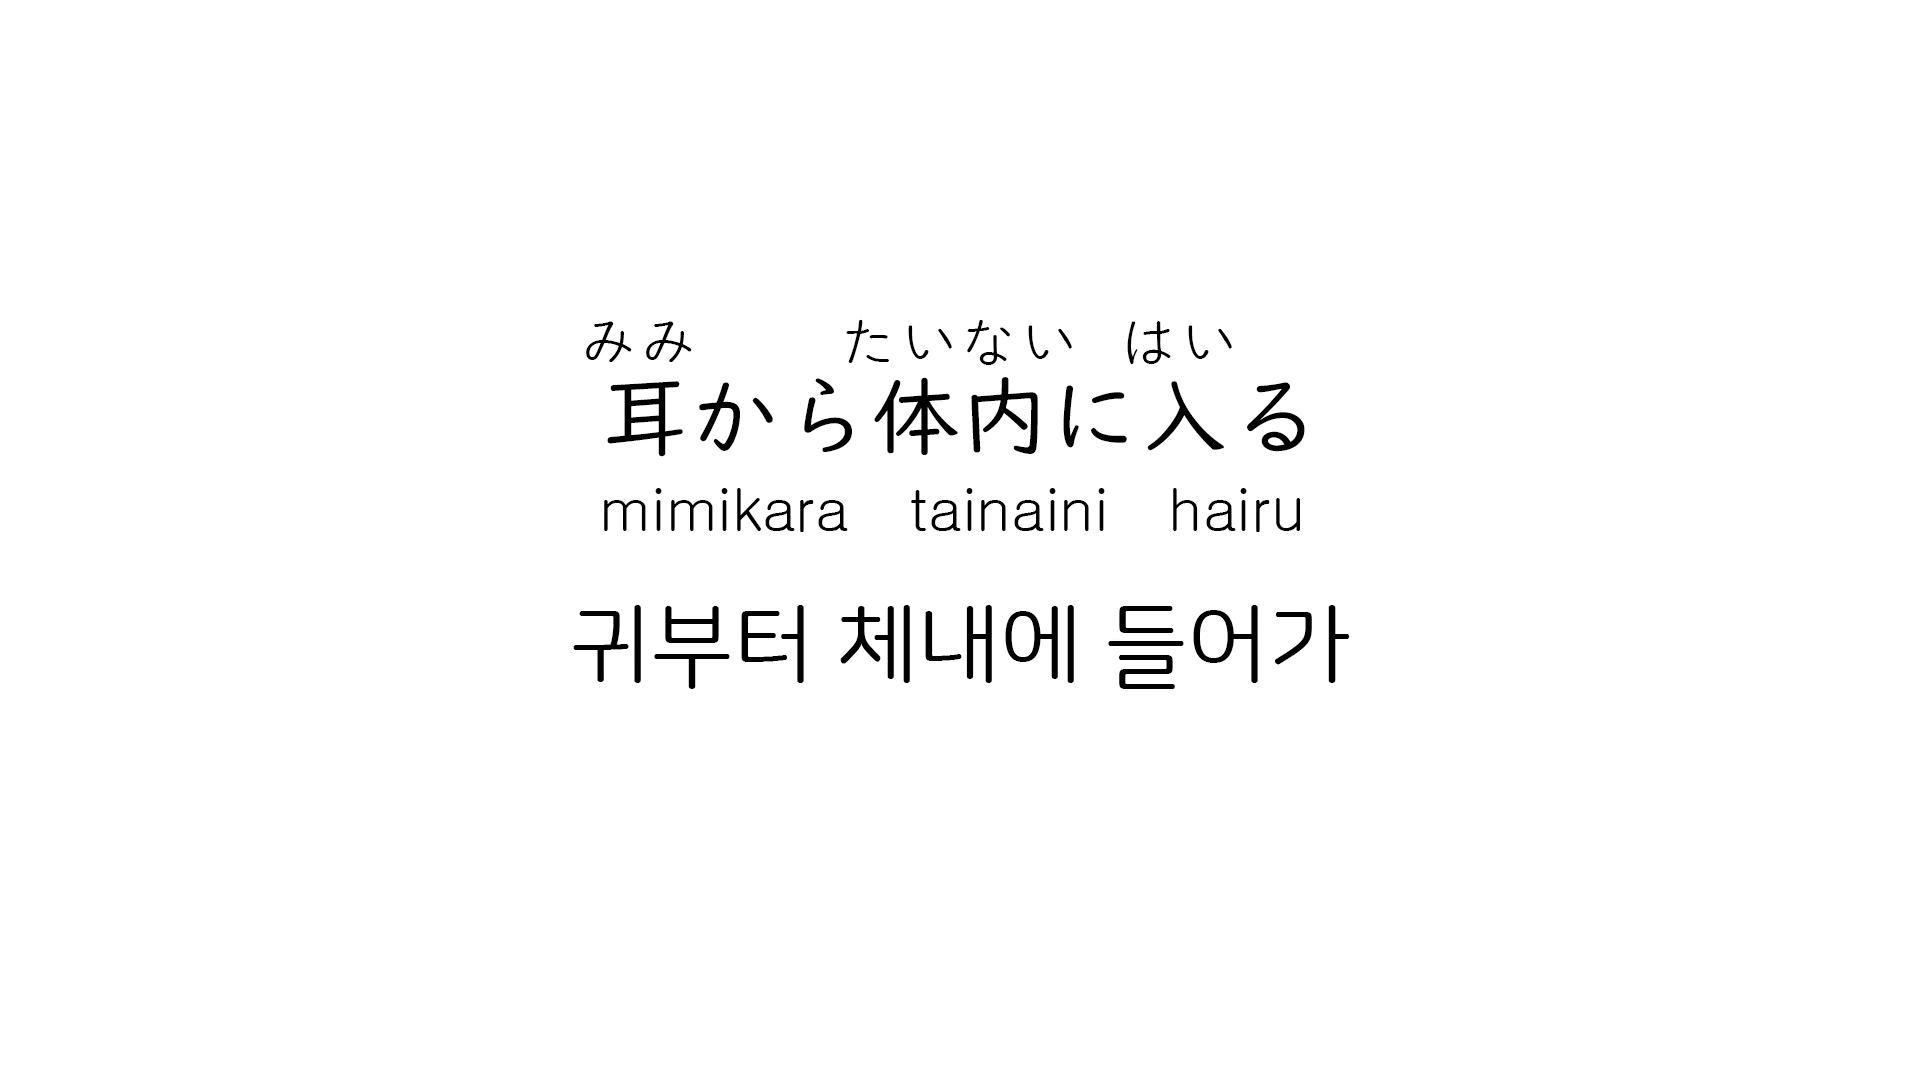 みみ たいない はい
耳から体内に入る
mimikara tainaini hairu
귀부터 체내에 들어가